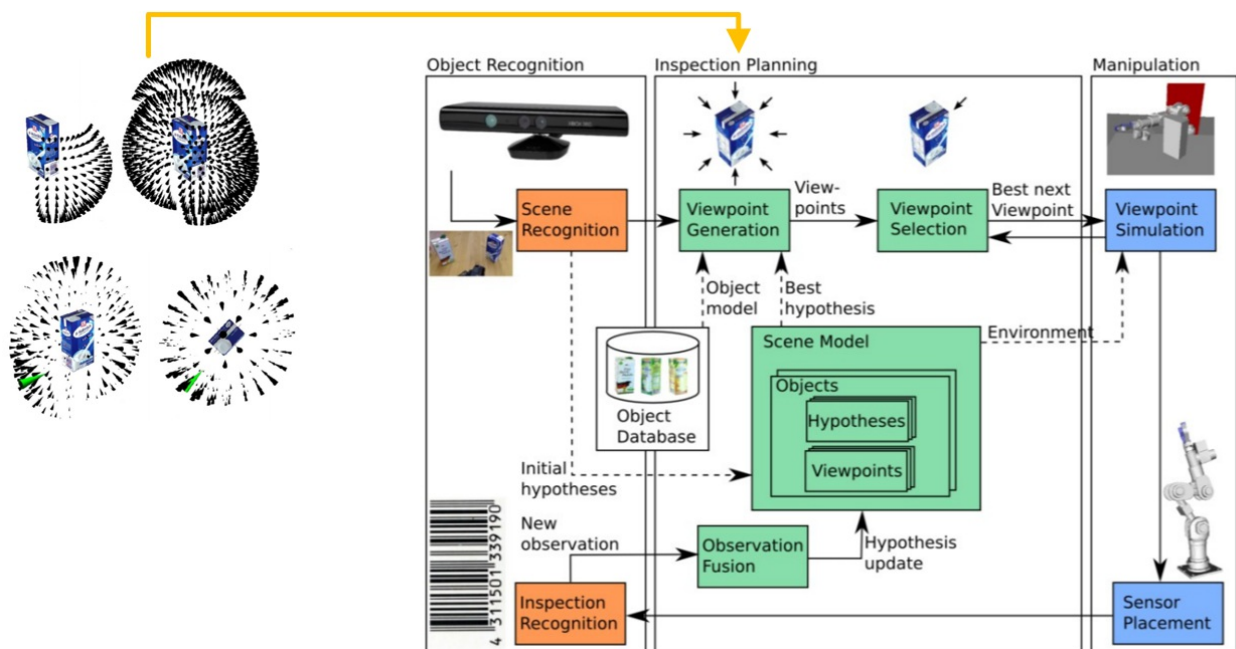 Object Recognition
Inspection Planning
Manipulation
XBOX 360
Scene
Recognition
Viewpoint
Generation
View-
points
Viewpoint
Selection
Best next
Viewpoint
Viewpoint
Simulation
Object
model
Best
hypothesis
Environment
Scene Model
Objects
Hypotheses
Viewpoints
Object
Database
Initial
hypotheses
New
observation
Observation
Fusion
Hypothesis
update
Inspection
Recognition
Sensor
Placement
4 311501 339190